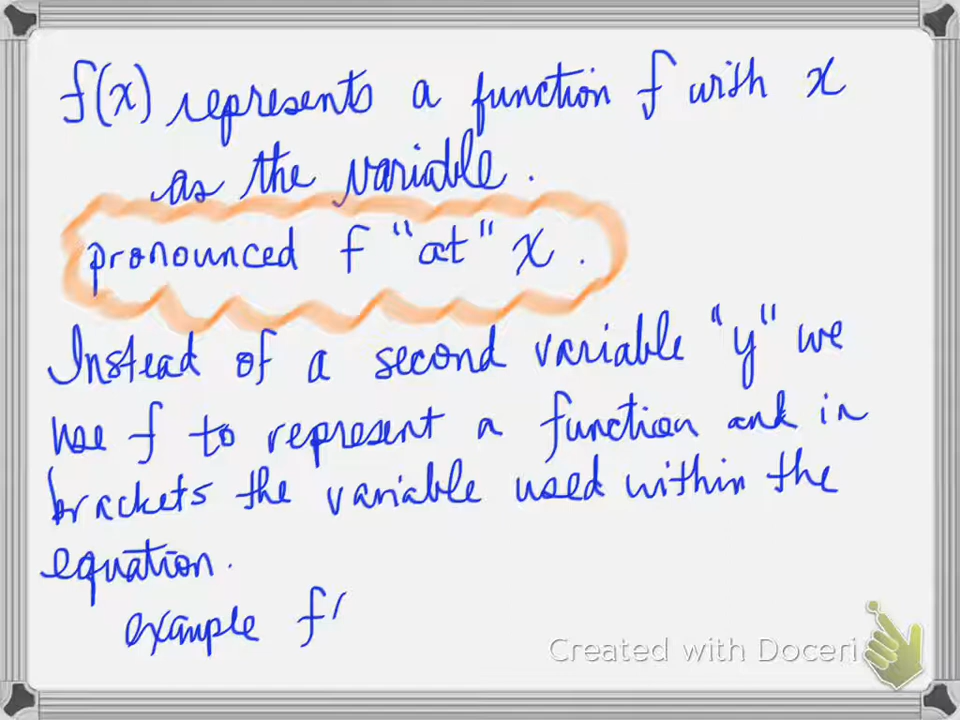 f(x) represents a function f with x
as the variable.
pronounced f "at" x.
Instead of a second variable "y" we
use f to represent a function and in
brackets the variable used within the
equation.
example f(
Created with Doceri